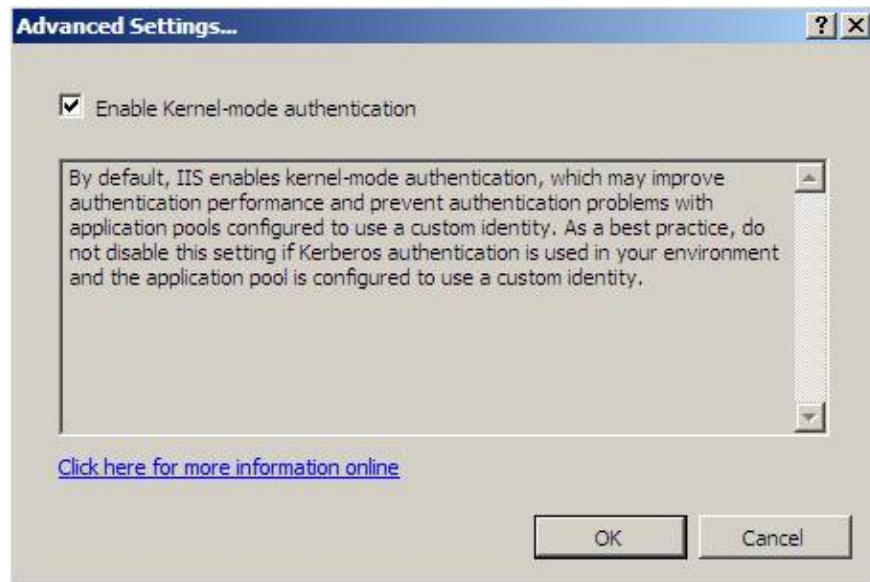 Advanced Settings...
Enable Kernel-mode authentication
By default, IIS enables kernel-mode authentication, which may improve
authentication performance and prevent authentication problems with
application pools configured to use a custom identity. As a best practice, do
not disable this setting if Kerberos authentication is used in your environment
and the application pool is configured to use a custom identity.
Click here for more information online
OK
Cancel